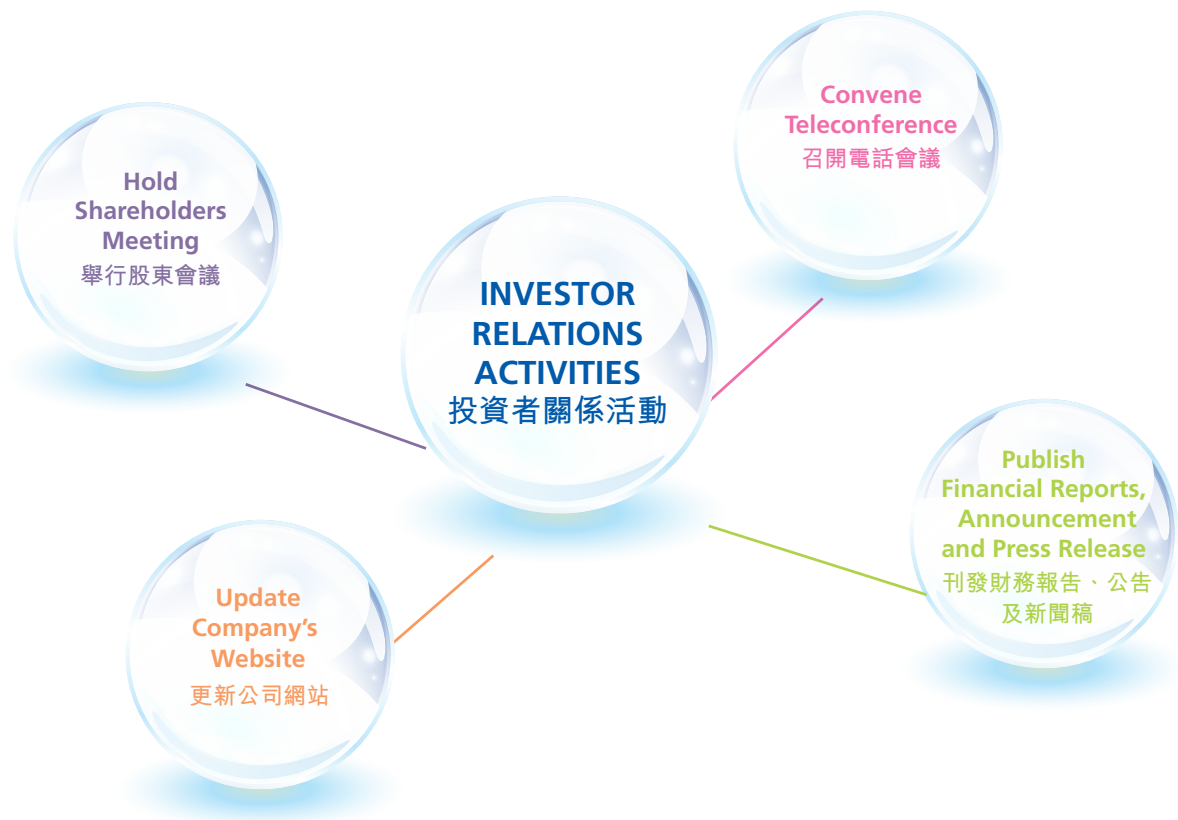 Convene
Teleconference
召開電話會議
Hold
Shareholders
Meeting
舉行股東會議
INVESTOR
RELATIONS
ACTIVITIES
投資者關係活動
Publish
Financial Reports,
Announcement
and Press Release
刊發財務報告、公告
及新聞稿
Update
Company’s
Website
更新公司網站